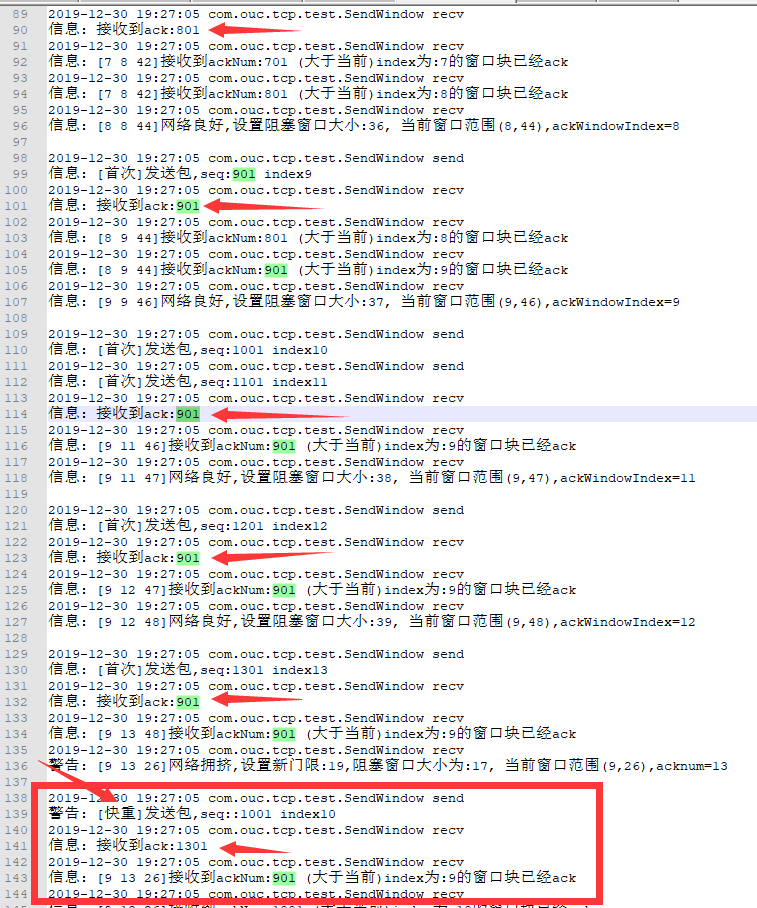 89 2019-12-30 19:27:05 com.ouc.tcp.test.SendWindow recv
90 信息: 接收到ack:801
91 2019-12-30 19:27:05 com.ouc.tcp.test.SendWindow recv
92 信息: [7 8 42]接收到ackNum:701 (大于当前)index为:7的窗口块已经ack
93 2019-12-30 19:27:05 com.ouc.tcp.test.SendWindow recv
94 信息: [7 8 42]接收到ackNum:801 (大于当前)index为:8的窗口块已经ack
95 2019-12-30 19:27:05 com.ouc.tcp.test.SendWindow recv
96 信息: [8 8 44]网络良好,设置阻塞窗口大小:36, 当前窗口范围(8,44),ackWindowIndex=8
97
98 2019-12-30 19:27:05 com.ouc.tcp.test.SendWindow send
99 信息: [首次]发送包,seq:901 index9
100 2019-12-30 19:27:05 com.ouc.tcp.test.SendWindow recv
101 信息: 接收到ack:901
102 2019-12-30 19:27:05 com.ouc.tcp.test.SendWindow recv
103 信息: [8 9 44]接收到ackNum:801 (大于当前)index为:8的窗口块已经ack
104 2019-12-30 19:27:05 com.ouc.tcp.test.SendWindow recv
105 信息: [8 9 44]接收到ackNum:901 (大于当前)index为:9的窗口块已经ack
106 2019-12-30 19:27:05 com.ouc.tcp.test.SendWindow recv
107 信息: [9 9 46]网络良好,设置阻塞窗口大小:37, 当前窗口范围(9,46),ackWindowIndex=9
108
109 2019-12-30 19:27:05 com.ouc.tcp.test.SendWindow send
110 信息: [首次]发送包,seq:1001 index10
111 2019-12-30 19:27:05 com.ouc.tcp.test.SendWindow send
112 信息: [首次]发送包,seq:1101 index11
113 2019-12-30 19:27:05 com.ouc.tcp.test.SendWindow recv
114 信息: 接收到ack:901
115 2019-12-30 19:27:05 com.ouc.tcp.test.SendWindow recv
116 信息: [9 11 46]接收到ackNum:901 (大于当前)index为:9的窗口块已经ack
117 2019-12-30 19:27:05 com.ouc.tcp.test.SendWindow recv
118 信息: [9 11 47]网络良好,设置阻塞窗口大小:38, 当前窗口范围(9,47),ackWindowIndex=11
119
120 2019-12-30 19:27:05 com.ouc.tcp.test.SendWindow send
121 信息: [首次]发送包,seq:1201 index12
122 2019-12-30 19:27:05 com.ouc.tcp.test.SendWindow recv
123 信息: 接收到ack:901
124 2019-12-30 19:27:05 com.ouc.tcp.test.SendWindow recv
125 信息: [9 12 47]接收到ackNum:901 (大于当前)index为:9的窗口块已经ack
126 2019-12-30 19:27:05 com.ouc.tcp.test.SendWindow recv
127 信息: [9 12 48]网络良好,设置阻塞窗口大小:39, 当前窗口范围(9,48),ackWindowIndex=12
128
129 2019-12-30 19:27:05 com.ouc.tcp.test.SendWindow send
130 信息: [首次]发送包,seq:1301 index13
131 2019-12-30 19:27:05 com.ouc.tcp.test.SendWindow recv
132 信息: 接收到ack:901
133 2019-12-30 19:27:05 com.ouc.tcp.test.SendWindow recv
134 信息: [9 13 48]接收到ackNum:901 (大于当前)index为:9的窗口块已经ack
135 2019-12-30 19:27:05 com.ouc.tcp.test.SendWindow recv
136 警告: [9 13 26]网络拥挤,设置新门限:19,阻塞窗口大小为:17, 当前窗口范围(9,26),acknum=13
137
138 2019-12-30 19:27:05 com.ouc.tcp.test.SendWindow send
139 警告: [快重]发送包,seq::1001 index10
140 2019-12-30 19:27:05 com.ouc.tcp.test.SendWindow recv
141 信息: 接收到ack:1301
142 2019-12-30 19:27:05 com.ouc.tcp.test.SendWindow recv
143 信息: [9 13 26]接收到ackNum:901 (大于当前)index为:9的窗口块已经ack
144 2019-12-30 19:27:05 com.ouc.tcp.test.SendWindow recv